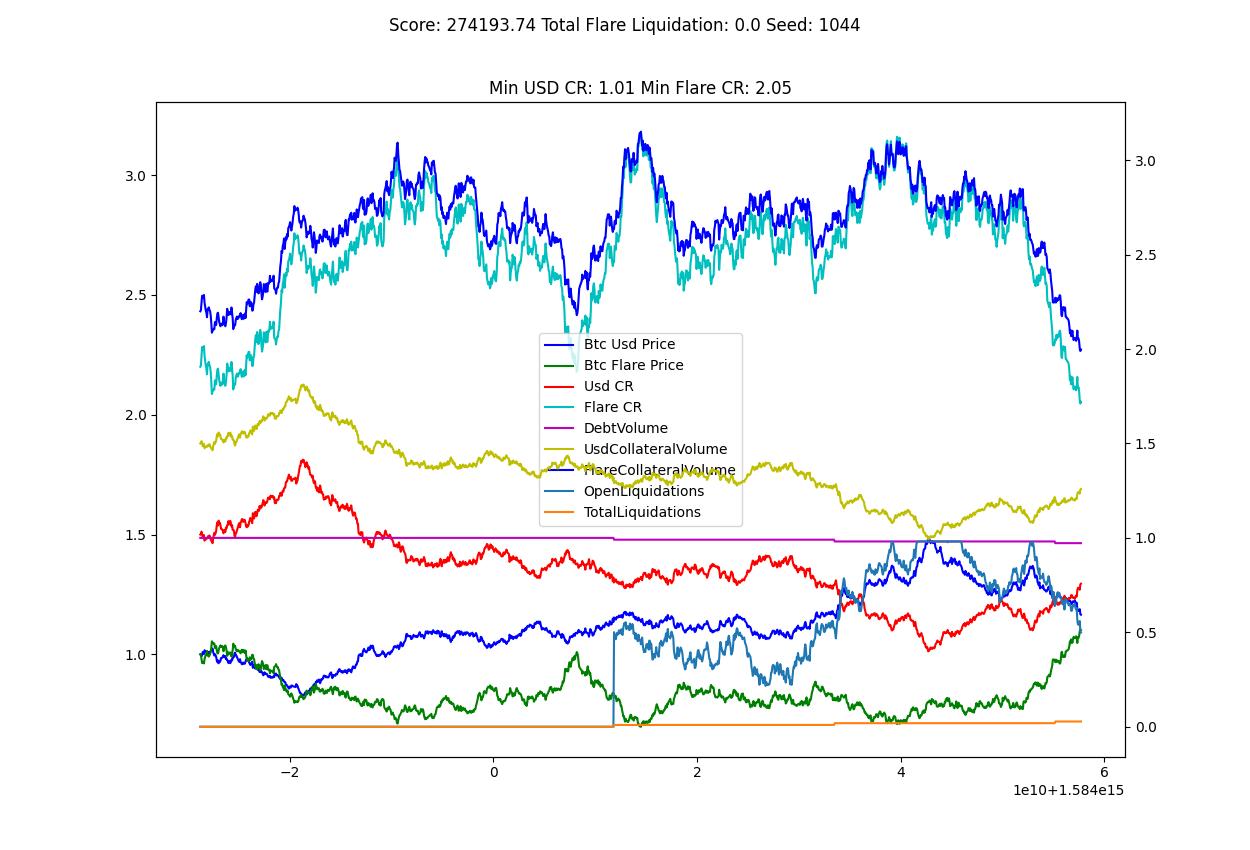 Score: 274193.74 Total Flare Liquidation: 0.0 Seed: 1044
Min USD CR: 1.01 Min Flare CR: 2.05
3.0
2.5
2.0
1.5
1.0
3.0
2.5
2.0
1.5
1.0
0.5
0.0
Btc Usd Price
Btc Flare Price
Usd CR
Flare CR
DebtVolume
UsdCollateralVolume
FlareCollateralVolume
OpenLiquidations
TotalLiquidations
−2 0 2 4 6
1e10+1.584e15